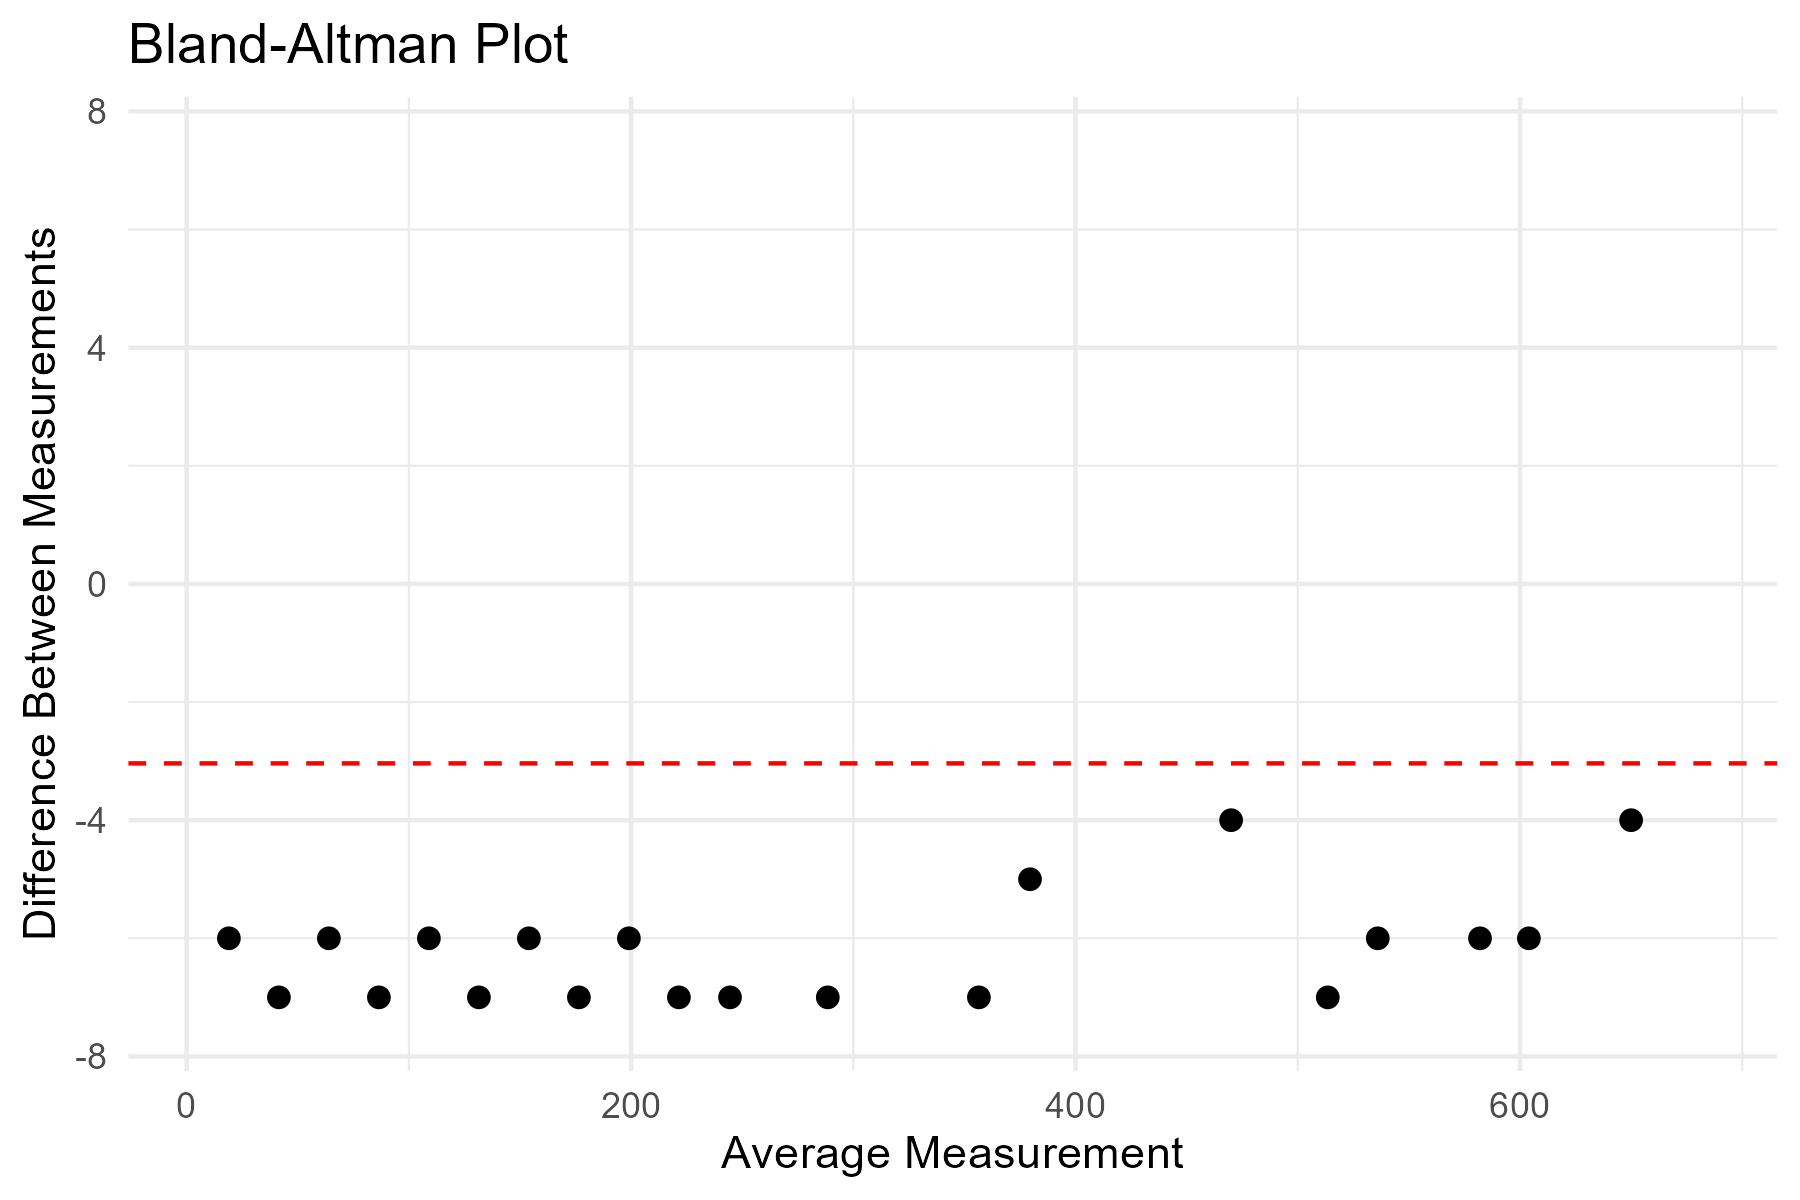 Bland-Altman Plot
Difference Between Measurements
8
4
0
-4
-8
0 200 400 600
Average Measurement